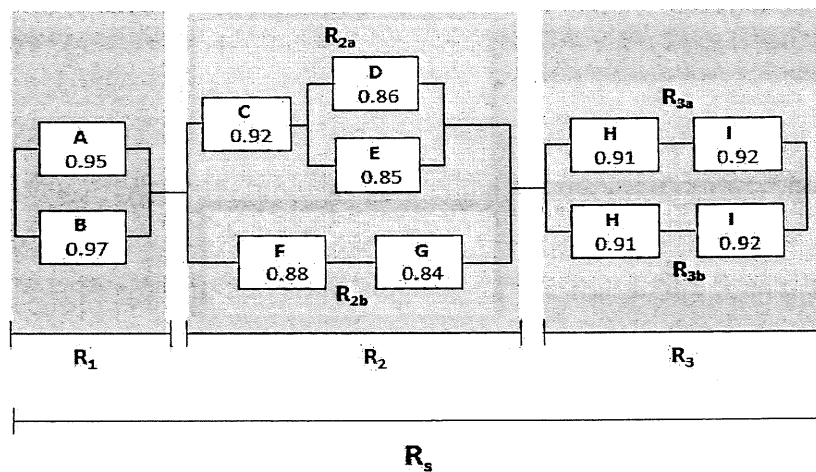 R2a
D
0.86
C
0.92
E
0.85
A
0.95
B
0.97
F
0.88
G
0.84
R2b
R3a
H
0.91
I
0.92
H
0.91
I
0.92
R3b
R1
R2
R3
Rs